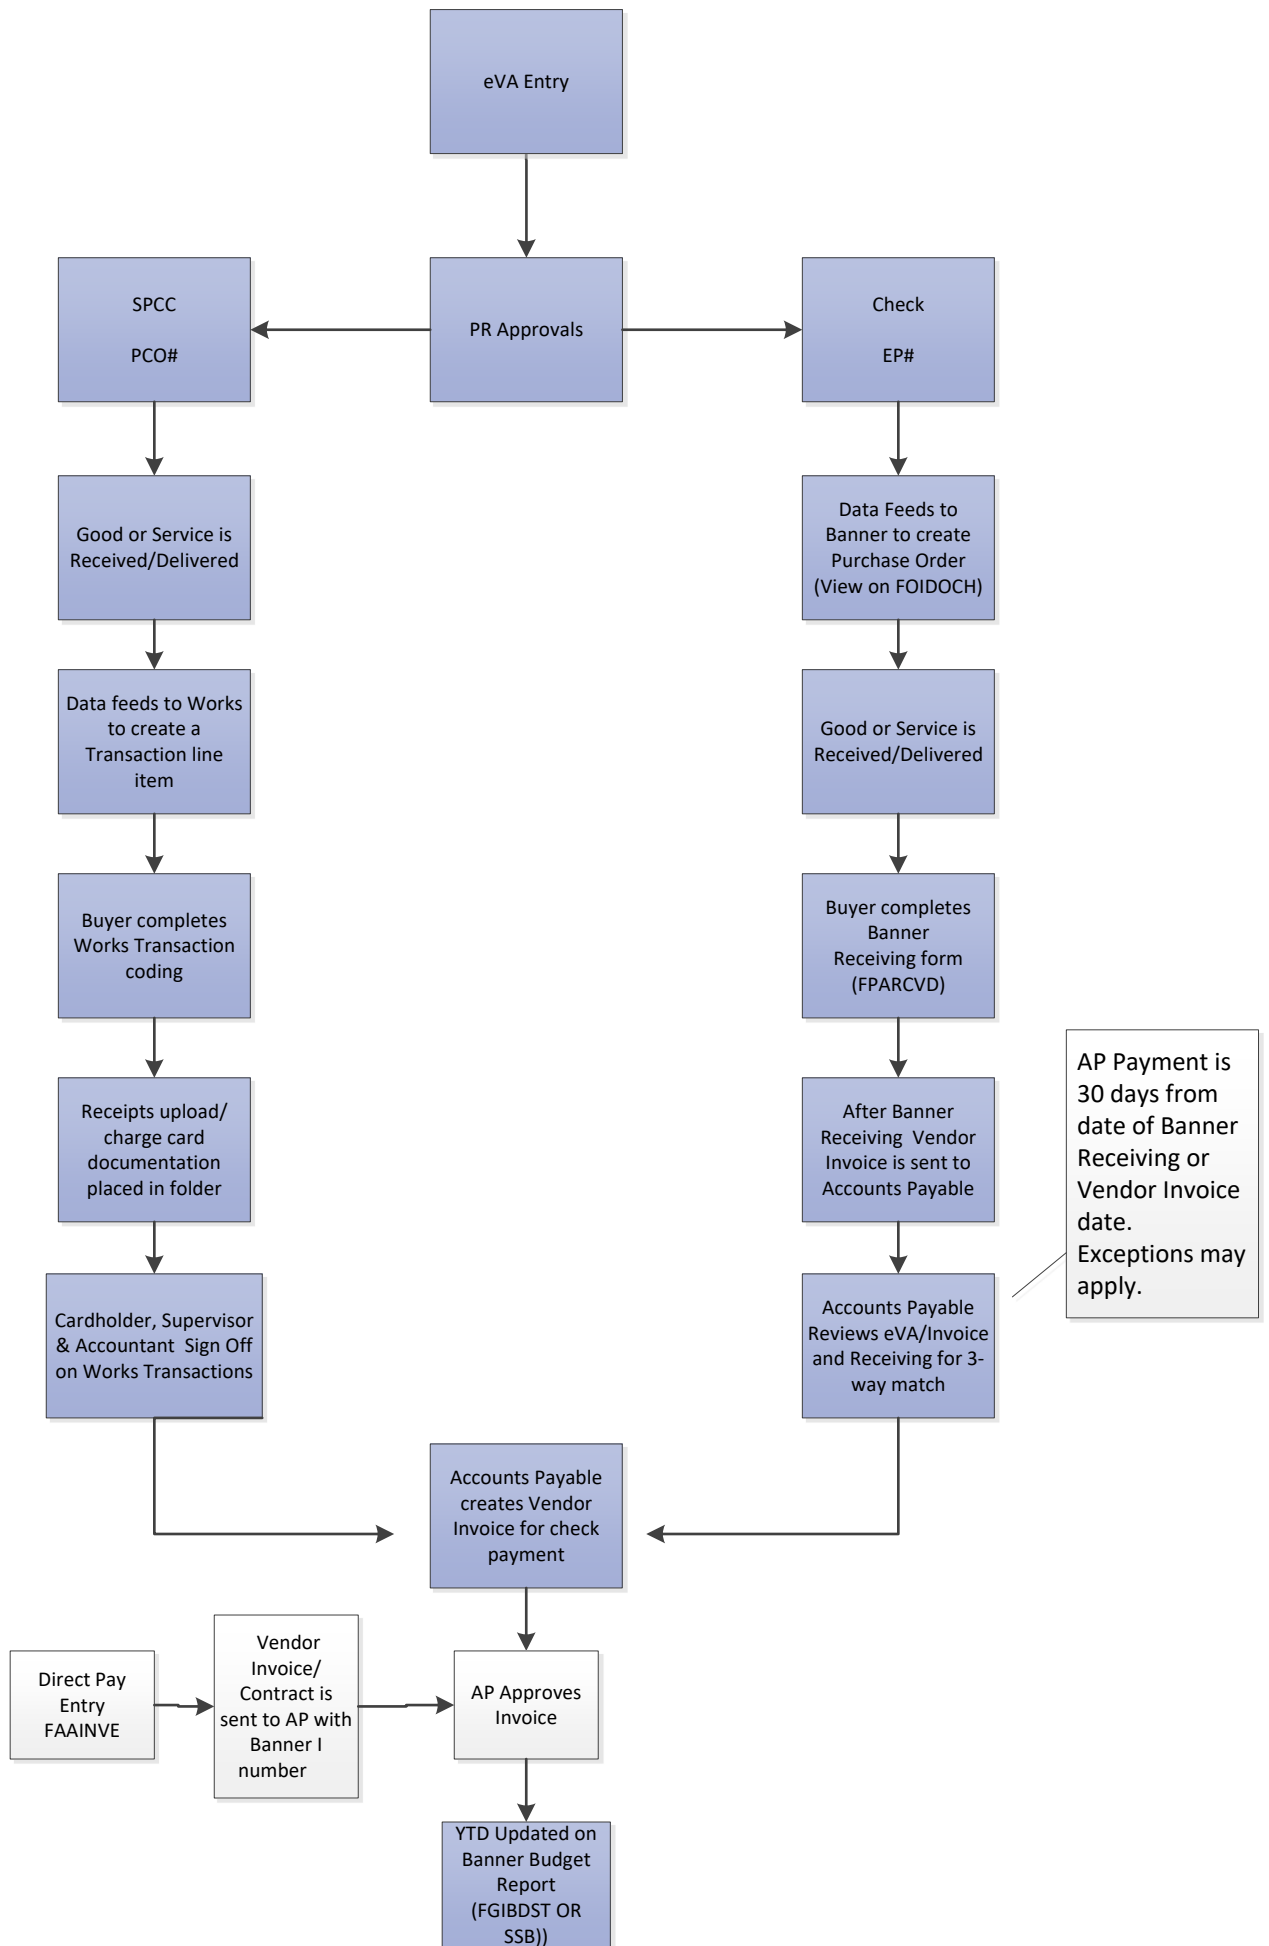 eVA Entry
SPCC
PCO#
PR Approvals
Check
EP#
Good or Service is
Received/Delivered
Data Feeds to
Banner to create
Purchase Order
(View on FOIDOCH)
Data feeds to Works
to create a
Transaction line
item
Good or Service is
Received/Delivered
Buyer completes
Works Transaction
coding
Buyer completes
Banner
Receiving form
(FPARCVD)
Receipts upload/
charge card
documentation
placed in folder
After Banner
Receiving Vendor
Invoice is sent to
Accounts Payable
AP Payment is
30 days from
date of Banner
Receiving or
Vendor Invoice
date.
Exceptions may
apply.
Cardholder, Supervisor
& Accountant Sign Off
on Works Transactions
Accounts Payable
Reviews eVA/Invoice
and Receiving for 3-
way match
Accounts Payable
creates Vendor
Invoice for check
payment
Direct Pay
Entry
FAAINVE
Vendor
Invoice/
Contract is
sent to AP with
Banner I
number
AP Approves
Invoice
YTD Updated on
Banner Budget
Report
(FGIBDST OR
SSB))